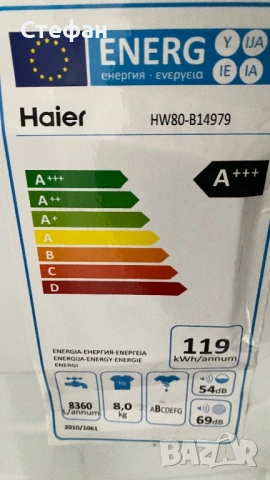 Стефан
ENERG Y IJA
енергия · ενεργεια IE IA
Haier HW80-B14979
A+++ A+++
A++
A+
A
B
C
D
ENERGIA·ЕНЕРГИЯ·ΕΝΕΡΓΕΙΑ
ENERGIJA·ENERGY·ENERGIE
ENERGI
119
kWh/annum
8360
L/annum
8,0
kg
ABCDEFG
54dB
69dB
2010/1061
bazar